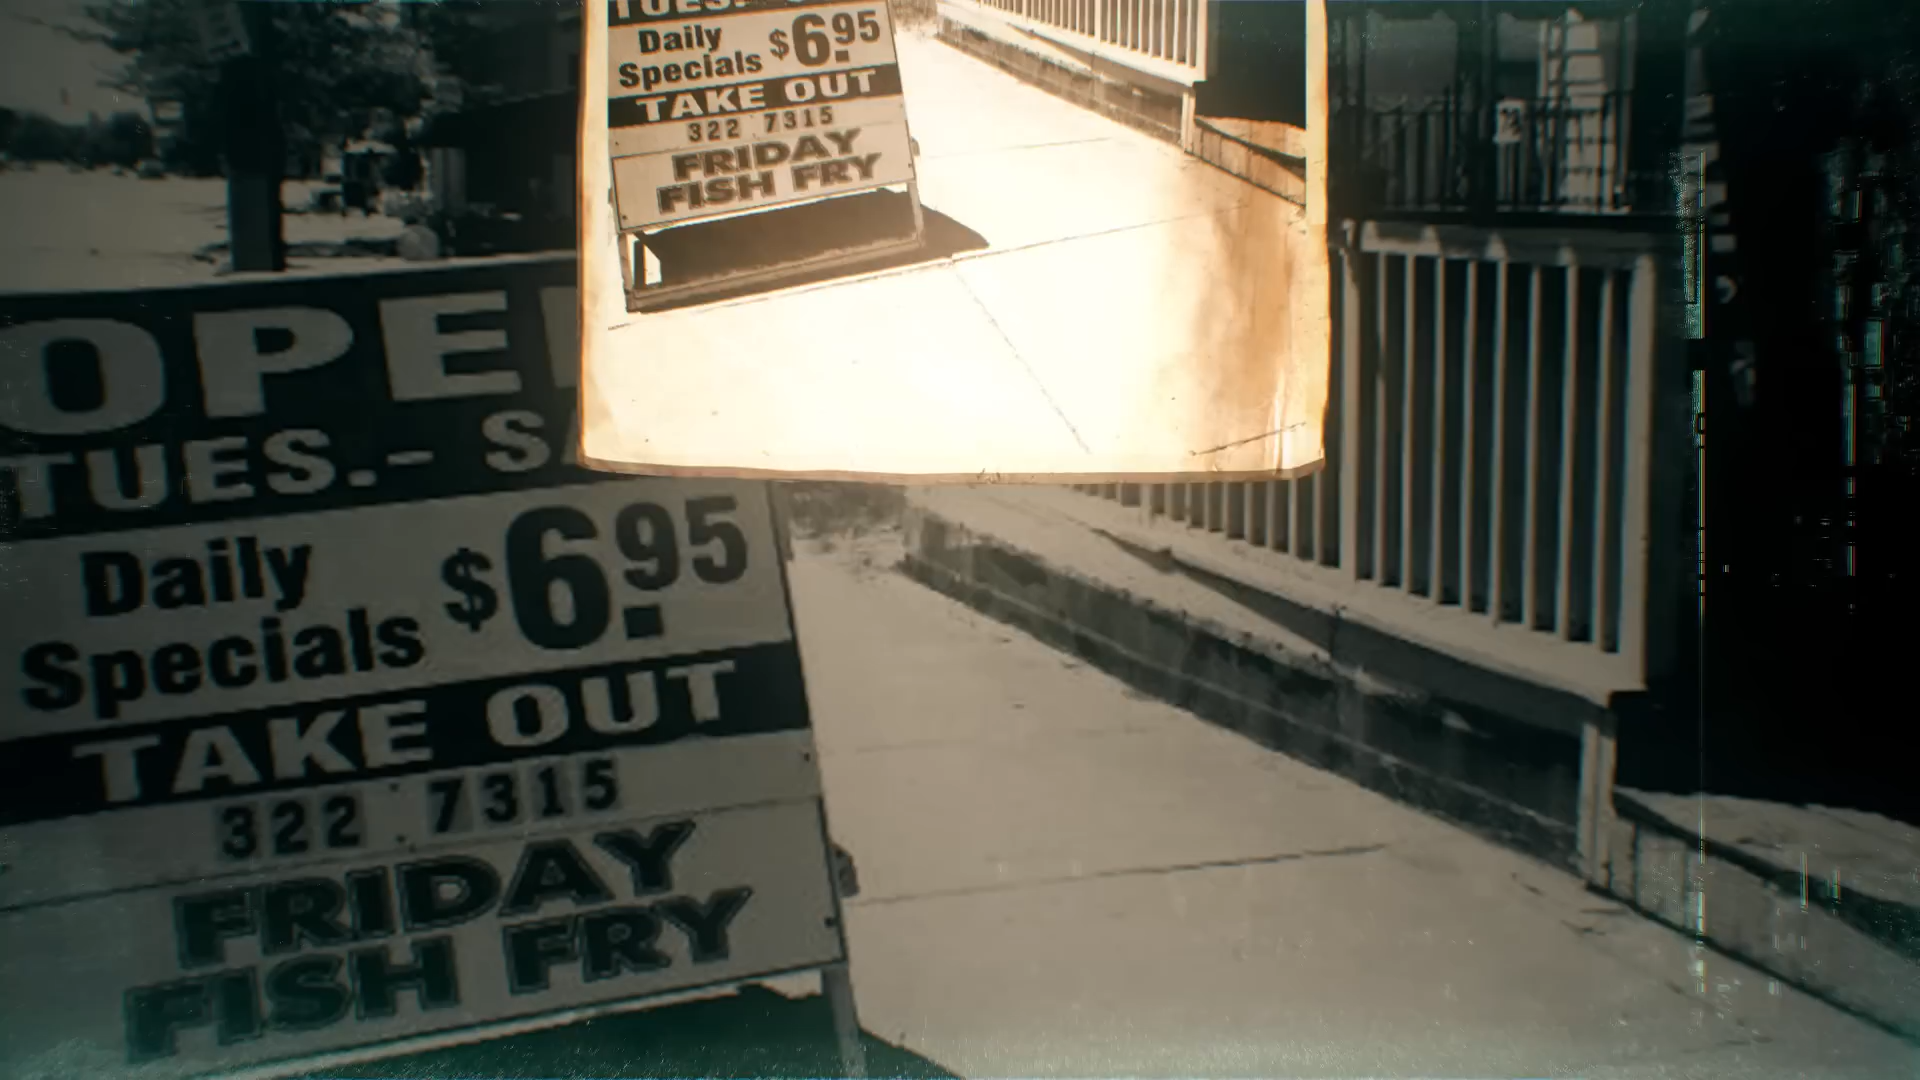 TUES.-
Daily
Specials $6.95
TAKE OUT
322 7315
FRIDAY
FISH FRY
OPE
TUES.- S
Daily
Specials $6.95
TAKE OUT
322 7315
FRIDAY
FISH FRY